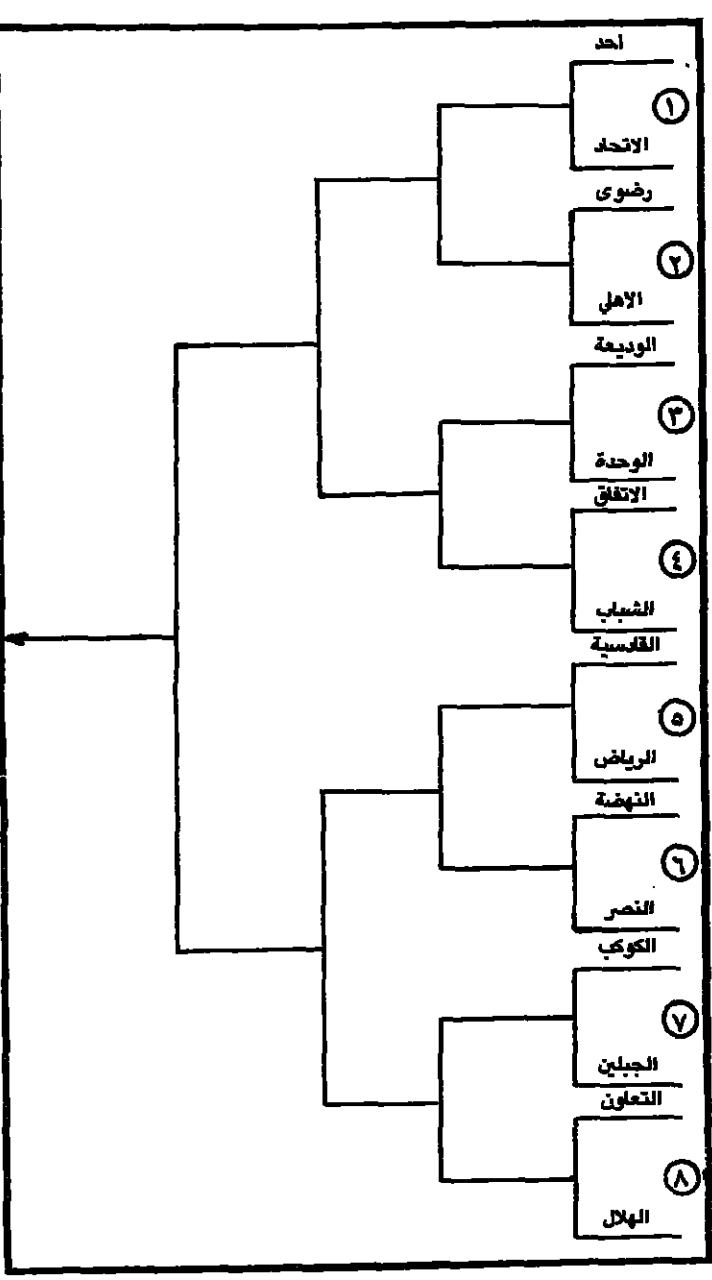 أحد
١
الاتحاد
رضوى
٢
الاهلي
الوديعة
٣
الوحدة
الاتفاق
٤
الشباب
القادسية
٥
الرياض
النهضة
٦
النصر
الكوكب
٧
الجبلين
التعاون
٨
الهلال